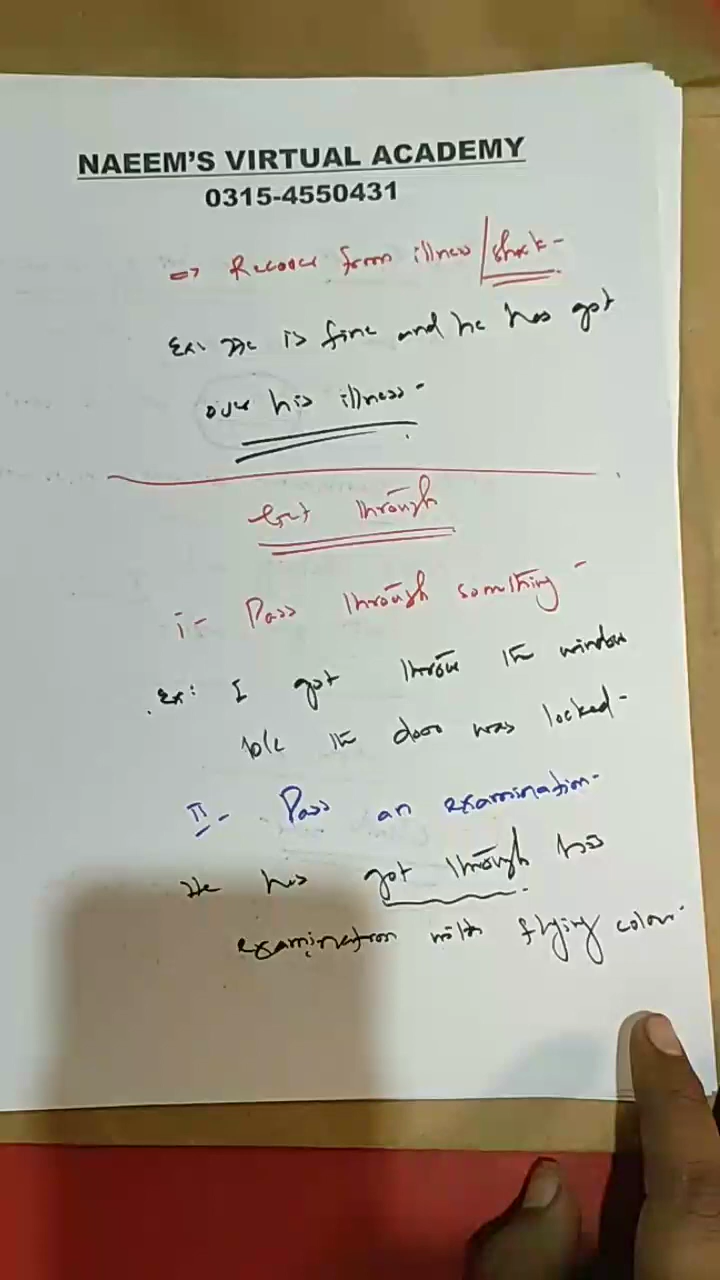 NAEEM'S VIRTUAL ACADEMY
0315-4550431
=> Recover from illness/shock-
Ex: He is fine and he has got
over his illness-
Get through
i- Pass through something-
Ex: I got through the window
b/c the door was locked-
II- Pass an examination-
He has got through his
examination with flying colour.